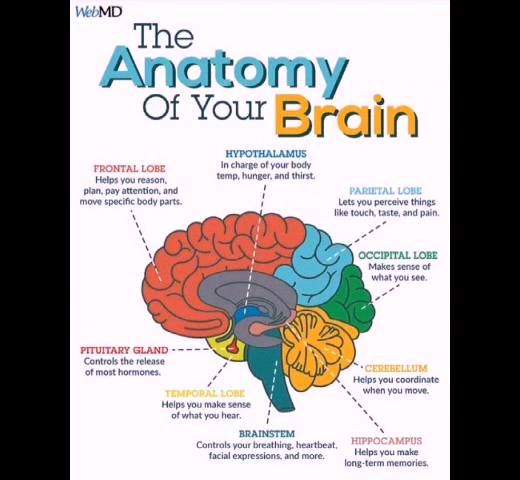 WebMD
The
Anatomy
Of Your Brain
HYPOTHALAMUS
In charge of your body
temp, hunger, and thirst.
FRONTAL LOBE
Helps you reason,
plan, pay attention, and
move specific body parts.
PARIETAL LOBE
Lets you perceive things
like touch, taste, and pain.
OCCIPITAL LOBE
Makes sense of
what you see.
PITUITARY GLAND
Controls the release
of most hormones.
CEREBELLUM
Helps you coordinate
when you move.
TEMPORAL LOBE
Helps you make sense
of what you hear.
BRAINSTEM
Controls your breathing, heartbeat,
facial expressions, and more.
HIPPOCAMPUS
Helps you make
long-term memories.